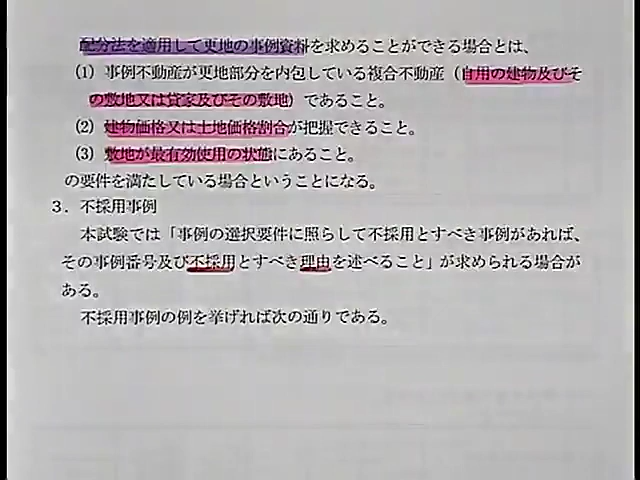 配分法を適用して更地の事例資料を求めることができる場合とは、
(1) 事例不動産が更地部分を内包している複合不動産（自用の建物及びそ
の敷地又は貸家及びその敷地）であること。
(2) 建物価格又は土地価格割合が把握できること。
(3) 敷地が最有効使用の状態にあること。
の要件を満たしている場合ということになる。
3．不採用事例
本試験では「事例の選択要件に照らして不採用とすべき事例があれば、
その事例番号及び不採用とすべき理由を述べること」が求められる場合が
ある。
不採用事例の例を挙げれば次の通りである。